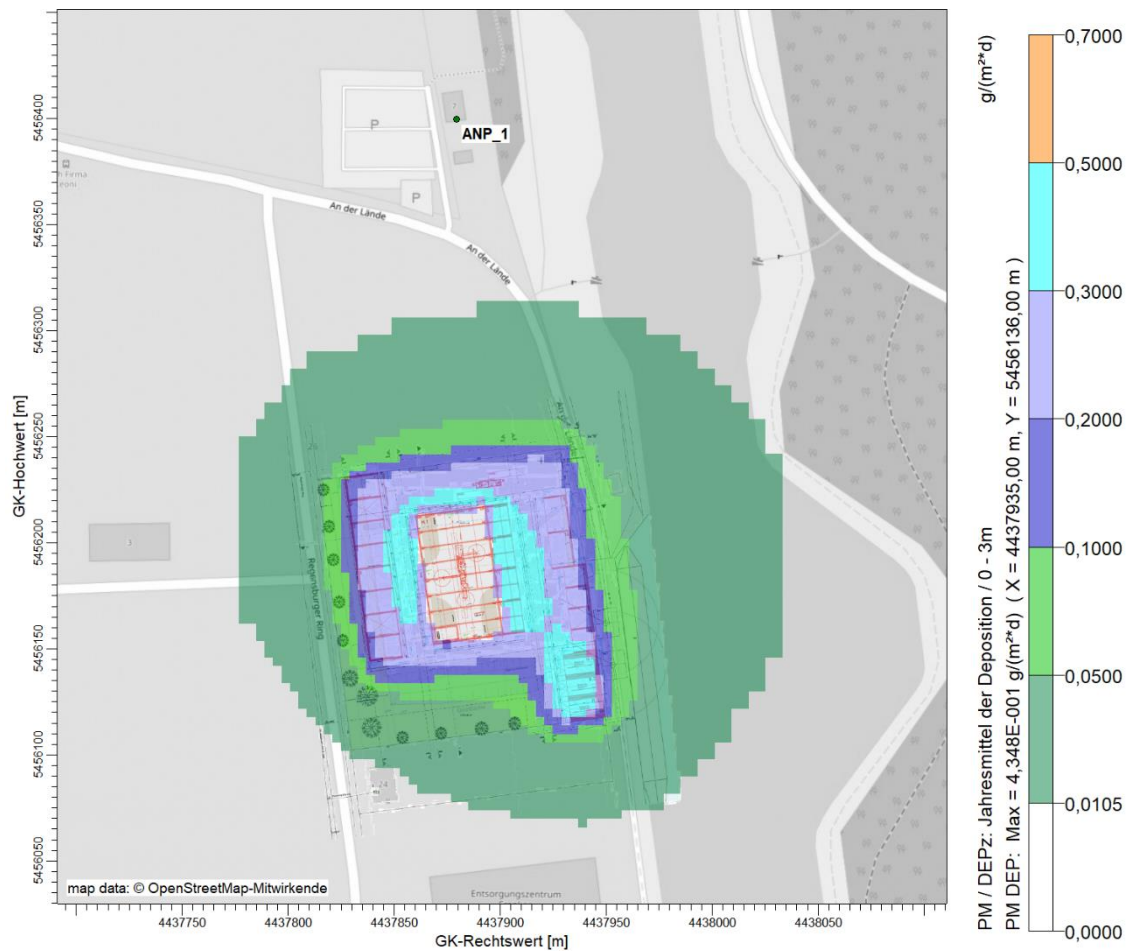 5456400
5456350
5456300
5456250
5456200
5456150
5456100
5456050
GK-Hochwert [m]
7
P
ANP_1
P
An der Lände
An der Lände
3
Regensburger Ring
24
Entsorgungszentrum
map data: © OpenStreetMap-Mitwirkende
4437750
4437800
4437850
4437900
4437950
4438000
4438050
GK-Rechtswert [m]
PM / DEPz: Jahresmittel der Deposition / 0 - 3m
g/(m²*d)
PM DEP: Max = 4,348E-001 g/(m²*d) ( X = 4437935,00 m, Y = 5456136,00 m )
0,7000
0,5000
0,3000
0,2000
0,1000
0,0500
0,0105
0,0000